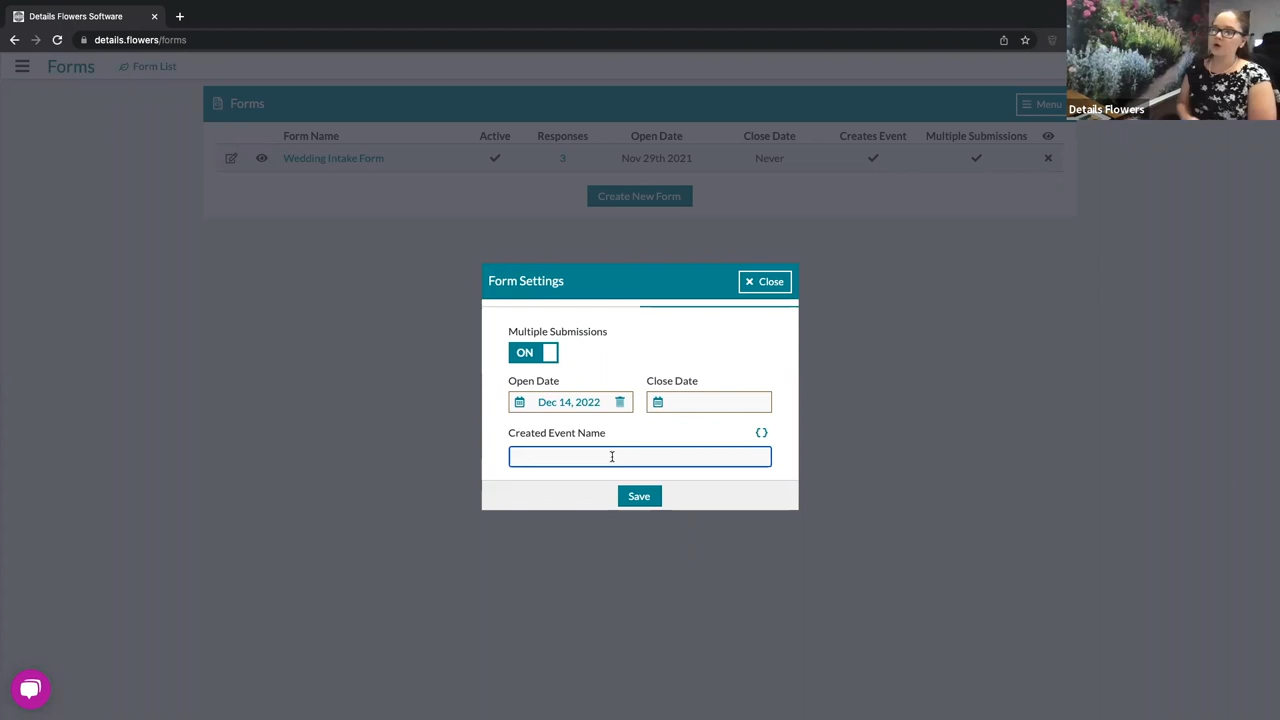 Details Flowers Software
details.flowers/forms
Forms
Form List
Details Flowers
Forms
Menu
Form Name Active Responses Open Date Close Date Creates Event Multiple Submissions
Wedding Intake Form 3 Nov 29th 2021 Never
Create New Form
Form Settings
Close
Multiple Submissions
ON
Open Date Close Date
Dec 14, 2022
Created Event Name
{}
Save